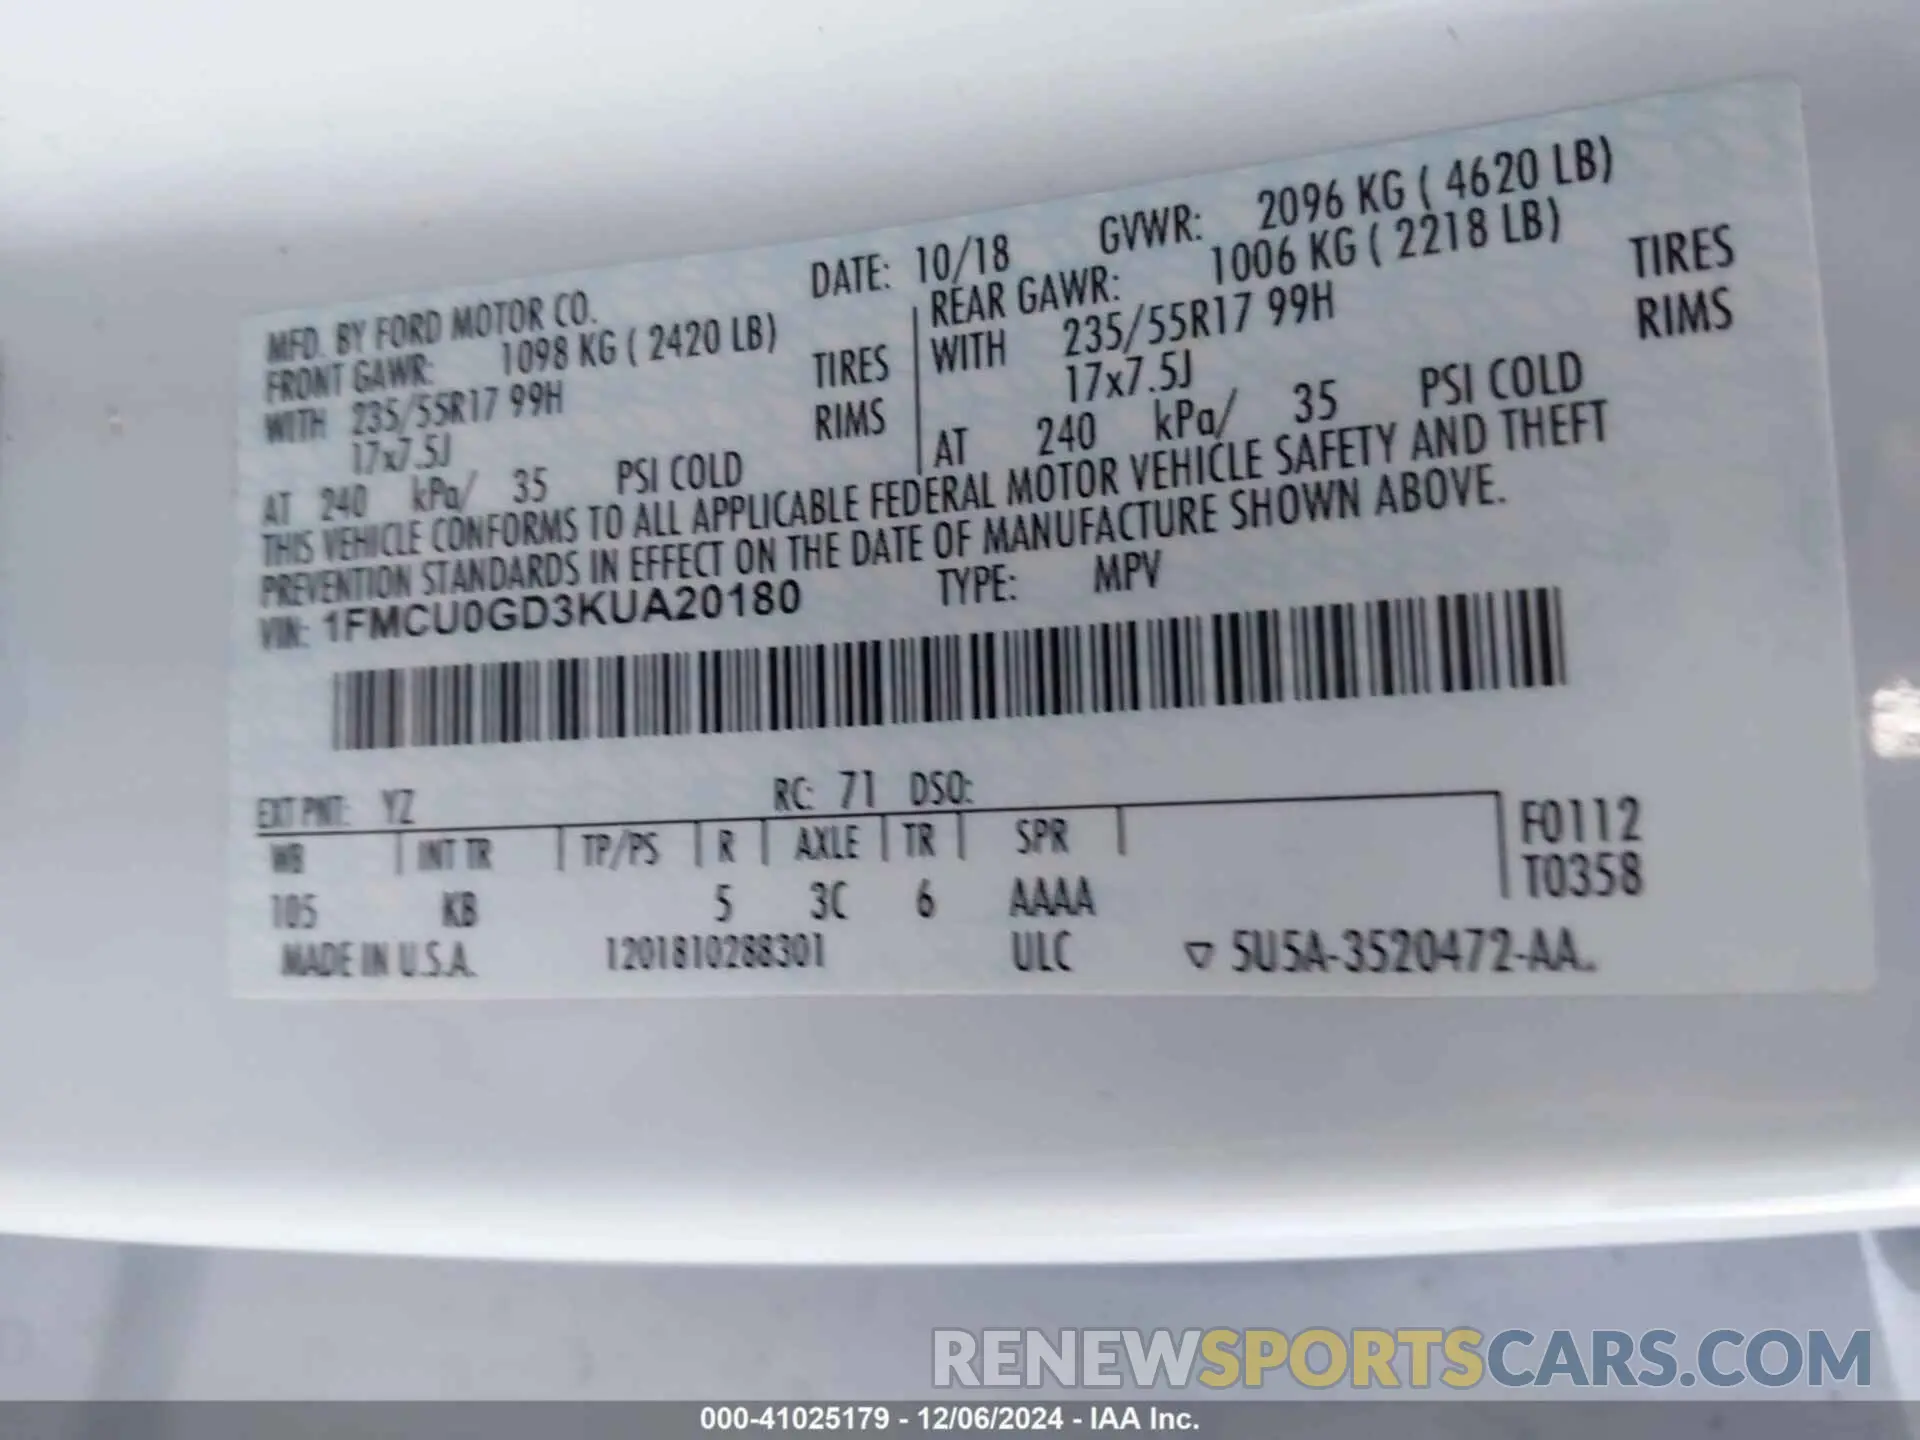 MFD. BY FORD MOTOR CO. DATE: 10/18 GVWR: 2096 KG ( 4620 LB)
FRONT GAWR: 1098 KG ( 2420 LB) REAR GAWR: 1006 KG ( 2218 LB)
WITH 235/55R17 99H TIRES WITH 235/55R17 99H TIRES
17x7.5J RIMS 17x7.5J RIMS
AT 240 kPa/ 35 PSI COLD AT 240 kPa/ 35 PSI COLD
THIS VEHICLE CONFORMS TO ALL APPLICABLE FEDERAL MOTOR VEHICLE SAFETY AND THEFT
PREVENTION STANDARDS IN EFFECT ON THE DATE OF MANUFACTURE SHOWN ABOVE.
VIN: 1FMCU0GD3KUA20180 TYPE: MPV
EXT PNT: YZ RC: 71 DSO:
WB INT TR TP/PS R AXLE TR SPR F0112
T0358
105 KB 5 3C 6 AAAA
MADE IN U.S.A. 1201810288301 ULC ▽ 5U5A-3520472-AA.
RENEWSPORTSCARS.COM
000-41025179 - 12/06/2024 - IAA Inc.